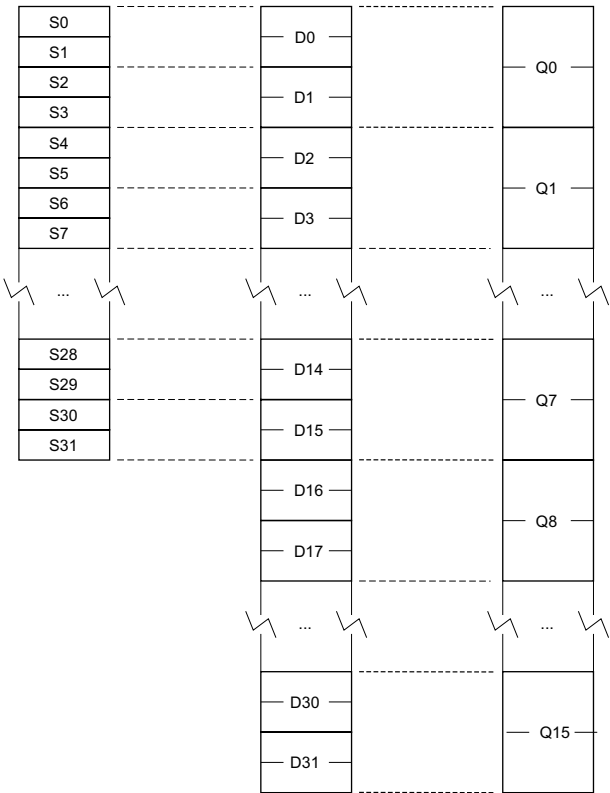 S0
S1
S2
S3
S4
S5
S6
S7
...
S28
S29
S30
S31
D0
D1
D2
D3
...
D14
D15
D16
D17
...
D30
D31
Q0
Q1
...
Q7
Q8
...
Q15